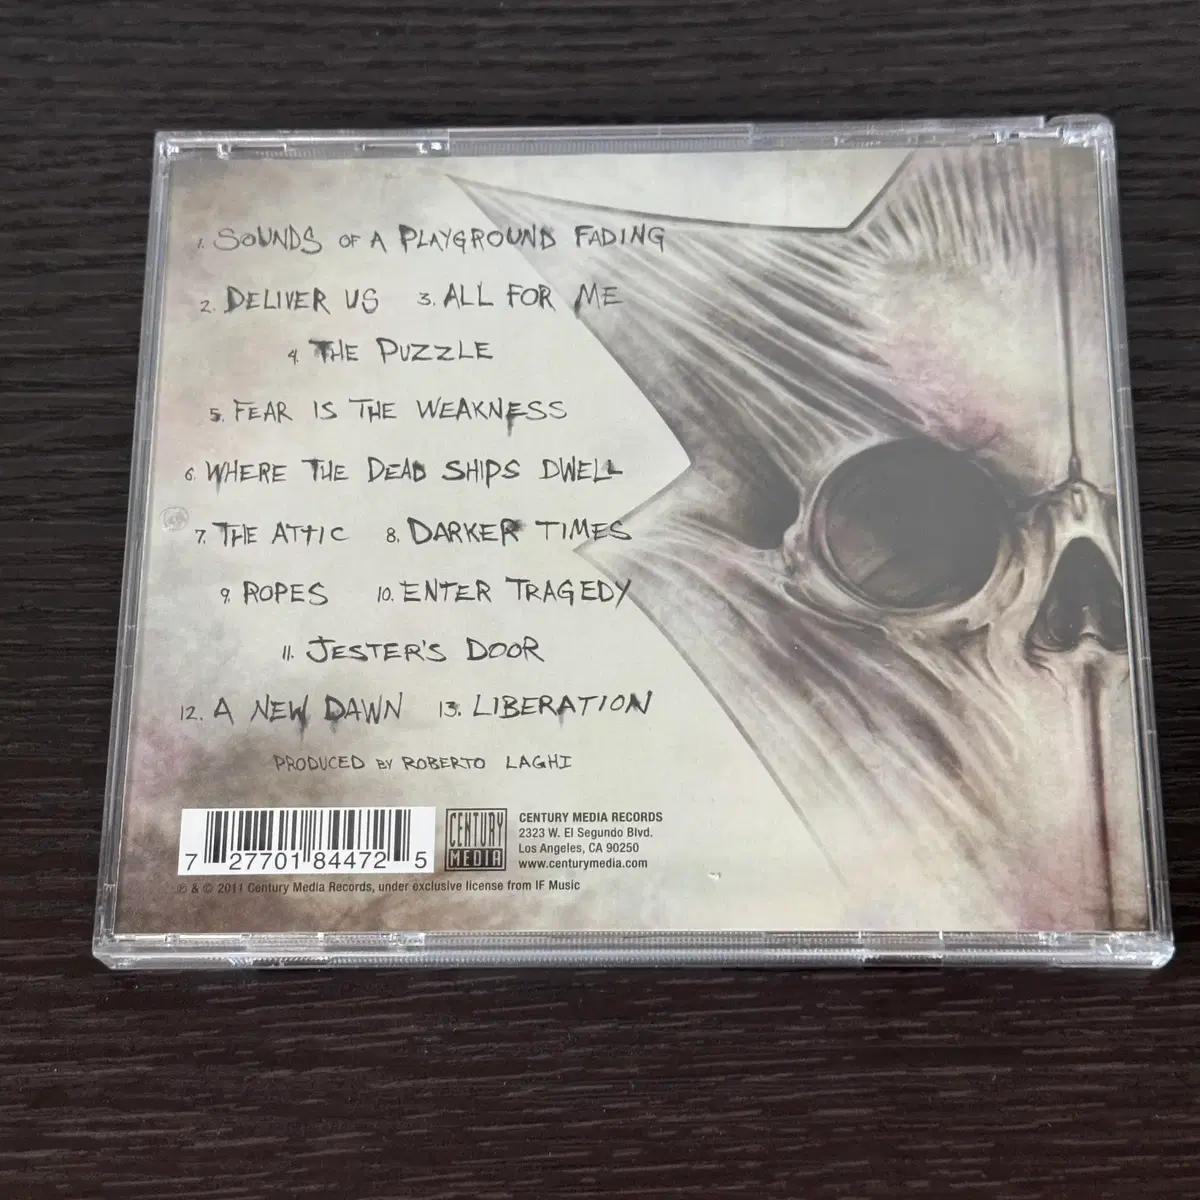 1. SOUNDS OF A PLAYGROUND FADING
2. DELIVER US 3. ALL FOR ME
4. THE PUZZLE
5. FEAR IS THE WEAKNESS
6. WHERE THE DEAD SHIPS DWELL
7. THE ATTIC 8. DARKER TIMES
9. ROPES 10. ENTER TRAGEDY
11. JESTER'S DOOR
12. A NEW DAWN 13. LIBERATION
PRODUCED BY ROBERTO LAGHI
7 27701 84472 5
CENTURY
MEDIA
CENTURY MEDIA RECORDS
2323 W. El Segundo Blvd.
Los Angeles, CA 90250
www.centurymedia.com
℗ & © 2011 Century Media Records, under exclusive license from IF Music